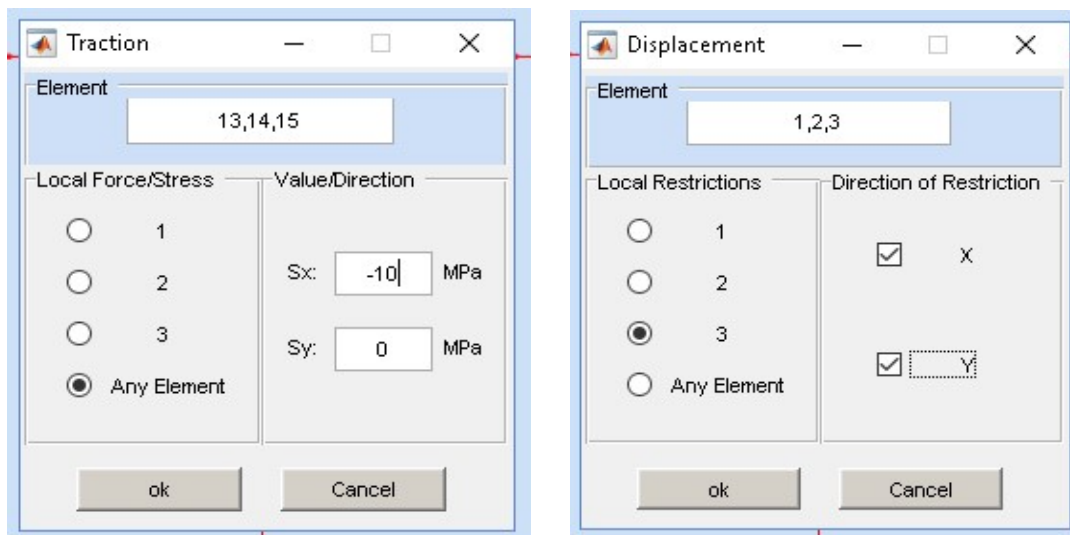 Traction
Element
13,14,15
Local Force/Stress
1
2
3
Any Element
Value/Direction
Sx: -10 MPa
Sy: 0 MPa
ok Cancel
Displacement
Element
1,2,3
Local Restrictions
1
2
3
Any Element
Direction of Restriction
X
Y
ok Cancel